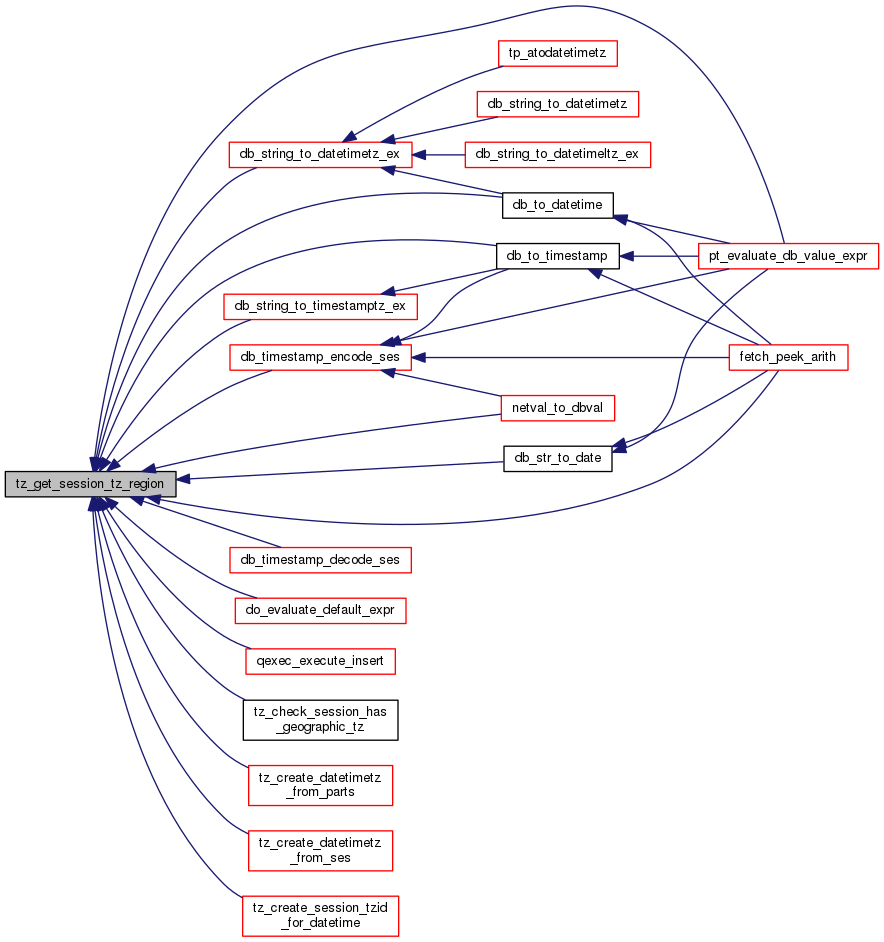 tp_atodatetimetz
db_string_to_datetimetz
db_string_to_datetimetz_ex
db_string_to_datetimeltz_ex
db_to_datetime
db_to_timestamp
pt_evaluate_db_value_expr
db_string_to_timestamptz_ex
db_timestamp_encode_ses
fetch_peek_arith
netval_to_dbval
db_str_to_date
tz_get_session_tz_region
db_timestamp_decode_ses
do_evaluate_default_expr
qexec_execute_insert
tz_check_session_has
_geographic_tz
tz_create_datetimetz
_from_parts
tz_create_datetimetz
_from_ses
tz_create_session_tzid
_for_datetime